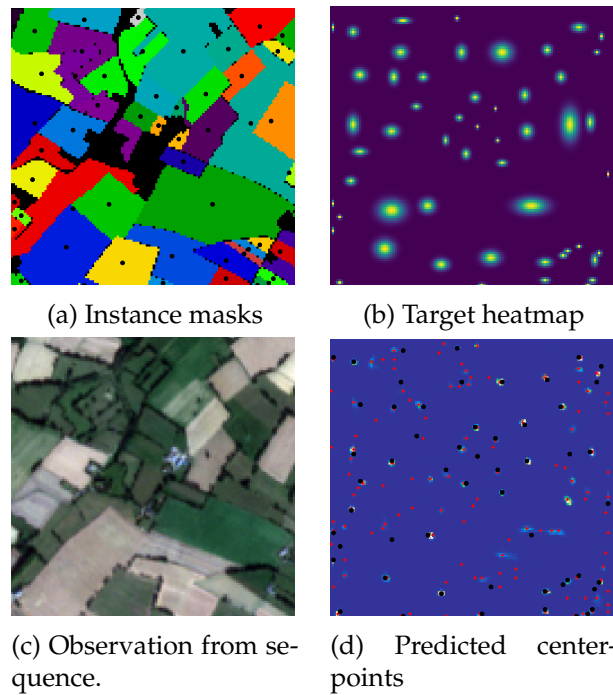 (a) Instance masks
(b) Target heatmap
(c) Observation from se-
quence.
(d) Predicted center-
points